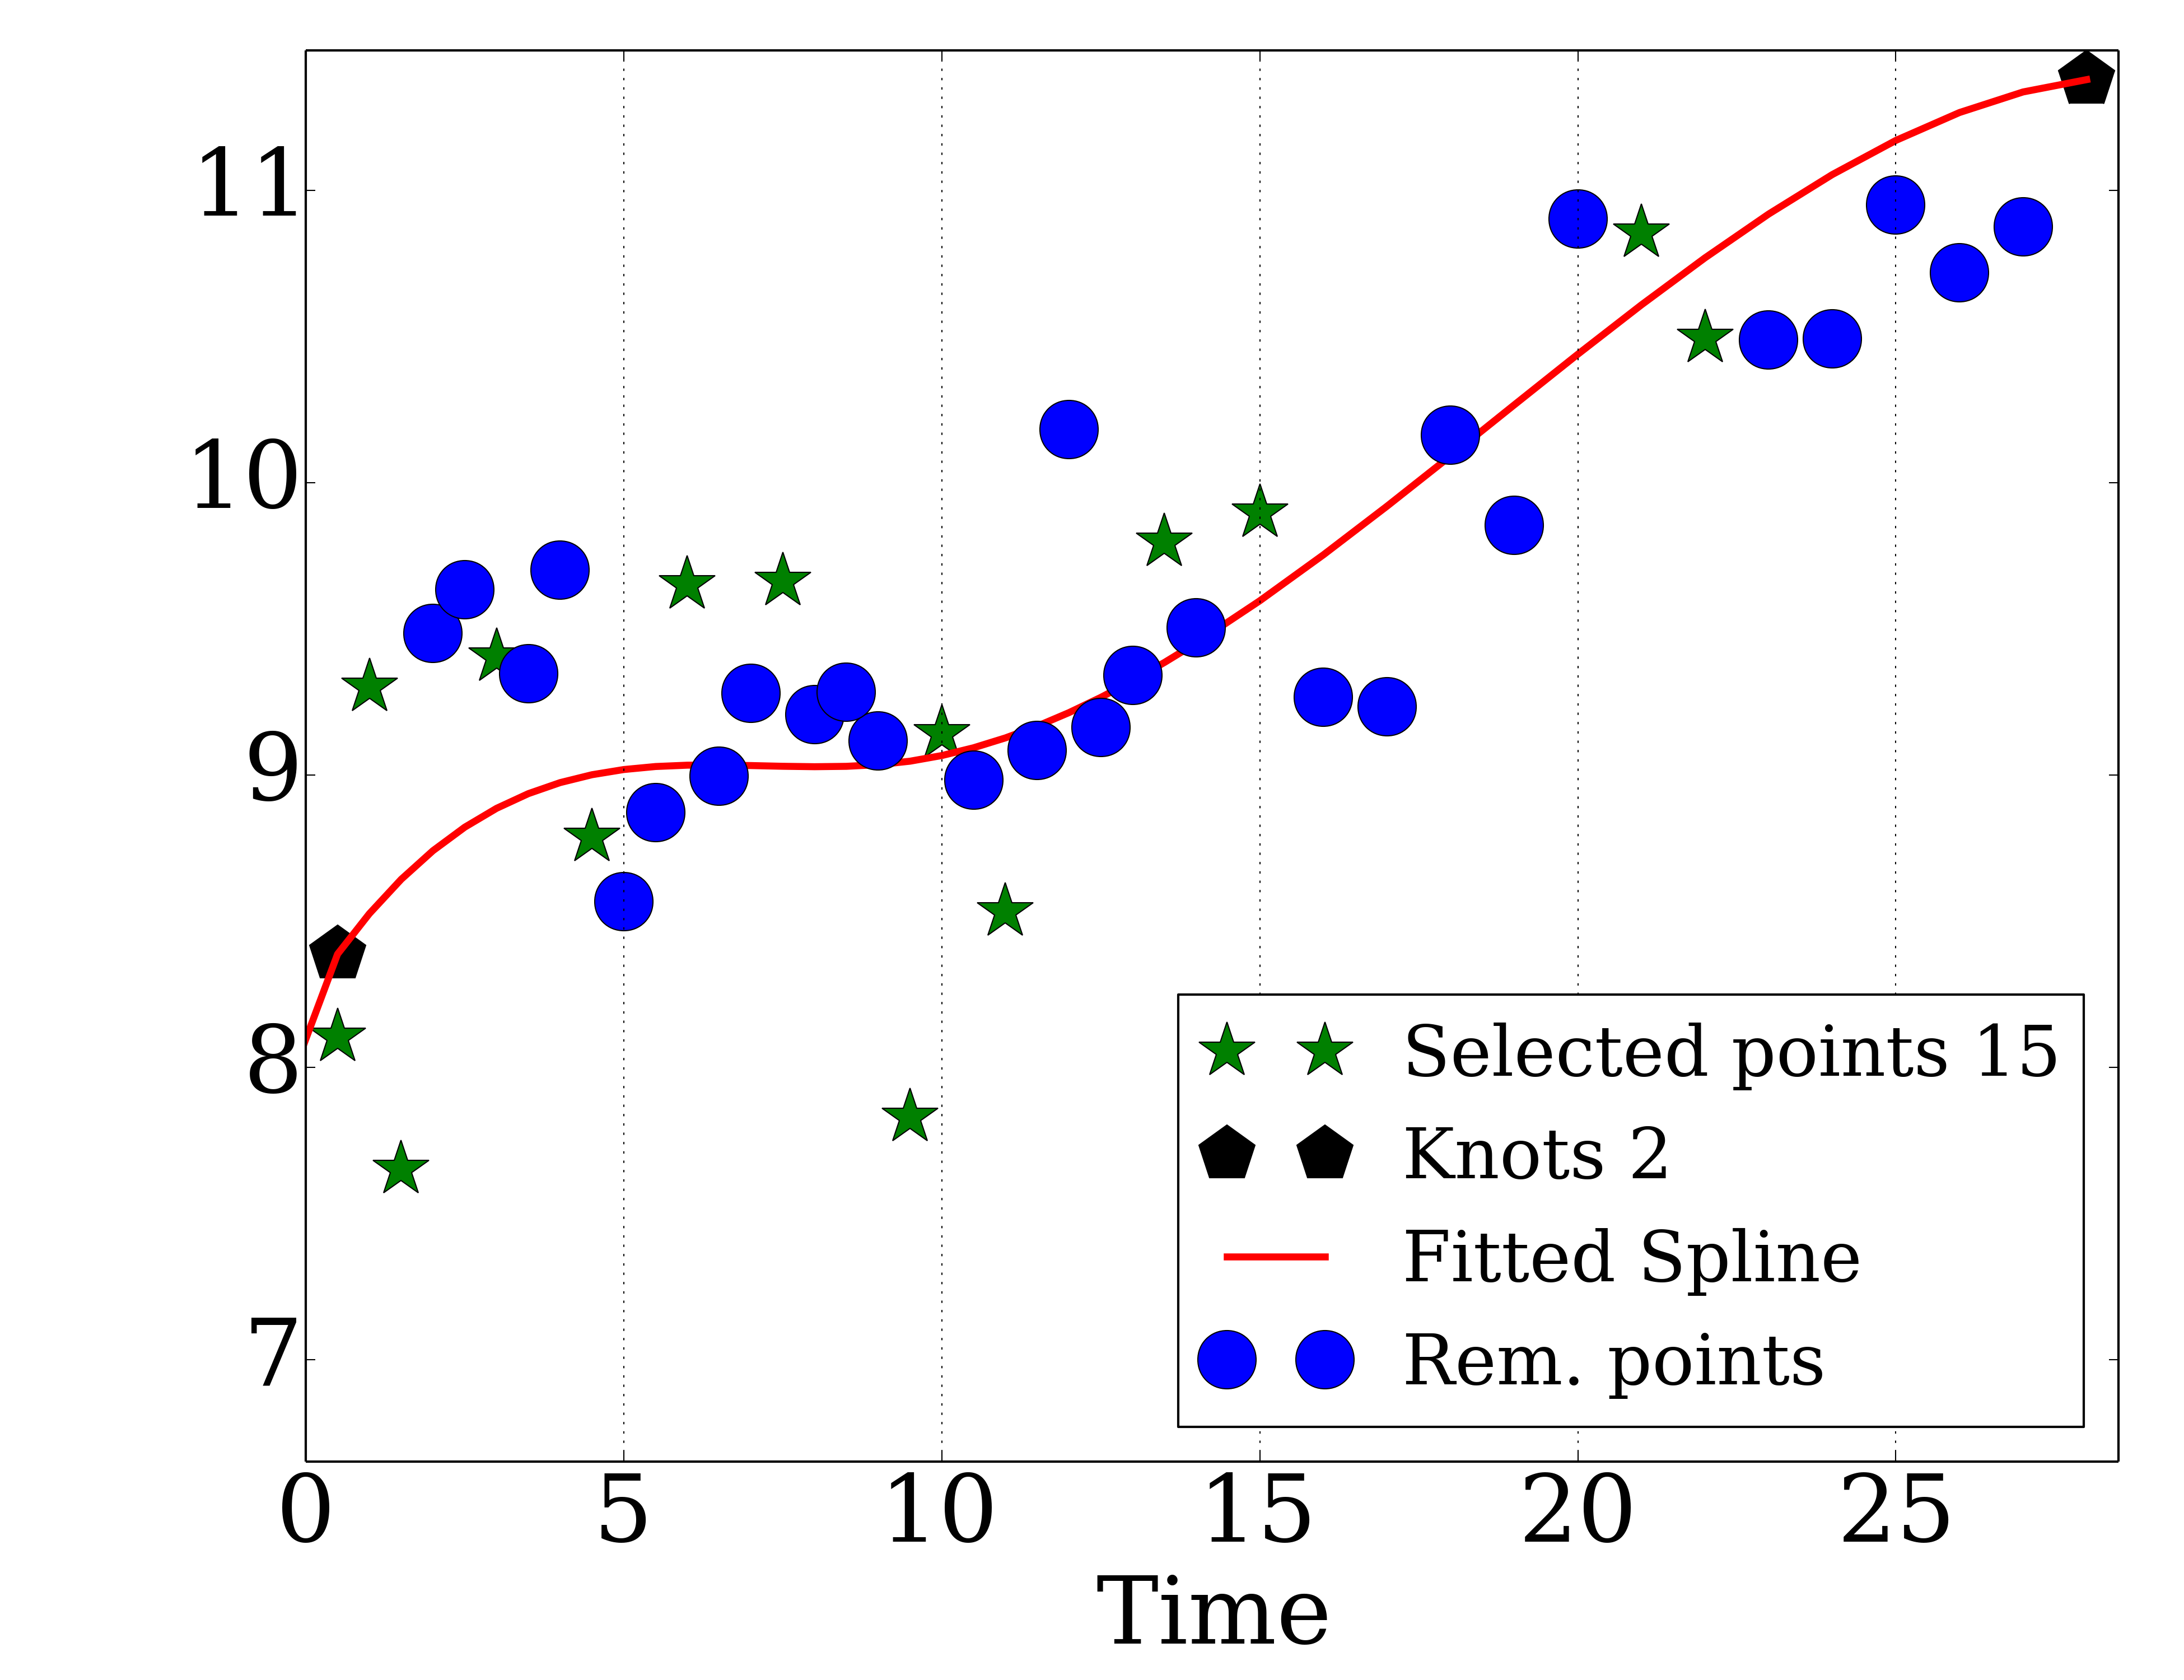 11
10
9
8
7
0 5 10 15 20 25
Time
Selected points 15
Knots 2
Fitted Spline
Rem. points